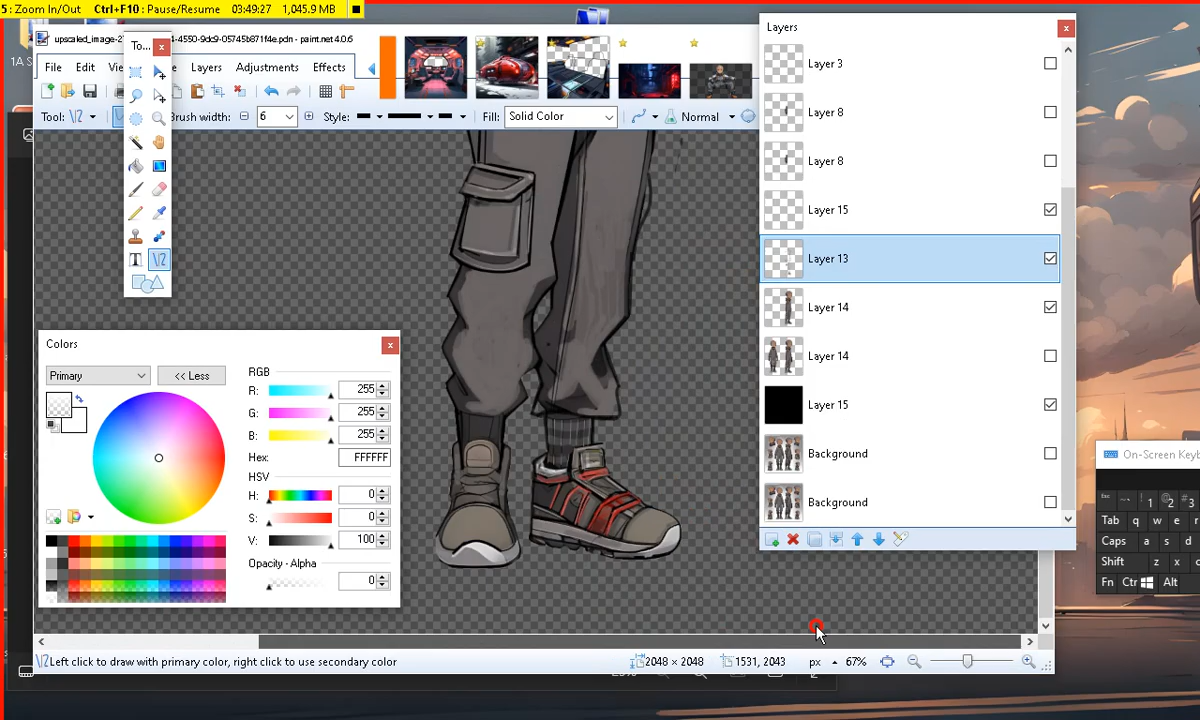 5 : Zoom In/Out Ctrl+F10 : Pause/Resume 03:49:27 1,045.9 MB
1A S
4-4550-9dc9-05745b871f4e.pdn - paint.net 4.0.6
To...
File Edit Layers Adjustments Effects
Tool: Brush width: 6 Style: Fill: Solid Color Normal
Layers
Layer 3
Layer 8
Layer 8
Layer 15
Layer 13
Layer 14
Layer 14
Layer 15
Background
Background
Colors
Primary << Less
RGB
R: 255
G: 255
B: 255
Hex: FFFFFF
HSV
H: 0
S: 0
V: 100
Opacity - Alpha
0
On-Screen Keyb
Esc 1 2 3
Tab q w e r
Caps a s d
Shift z x
Fn Ctrl Alt
Left click to draw with primary color, right click to use secondary color 2048 × 2048 1531, 2043 px 67%